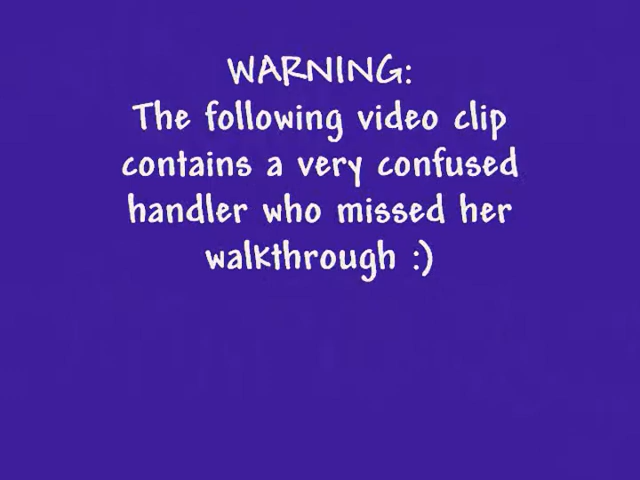 WARNING:
The following video clip
contains a very confused
handler who missed her
walkthrough :)